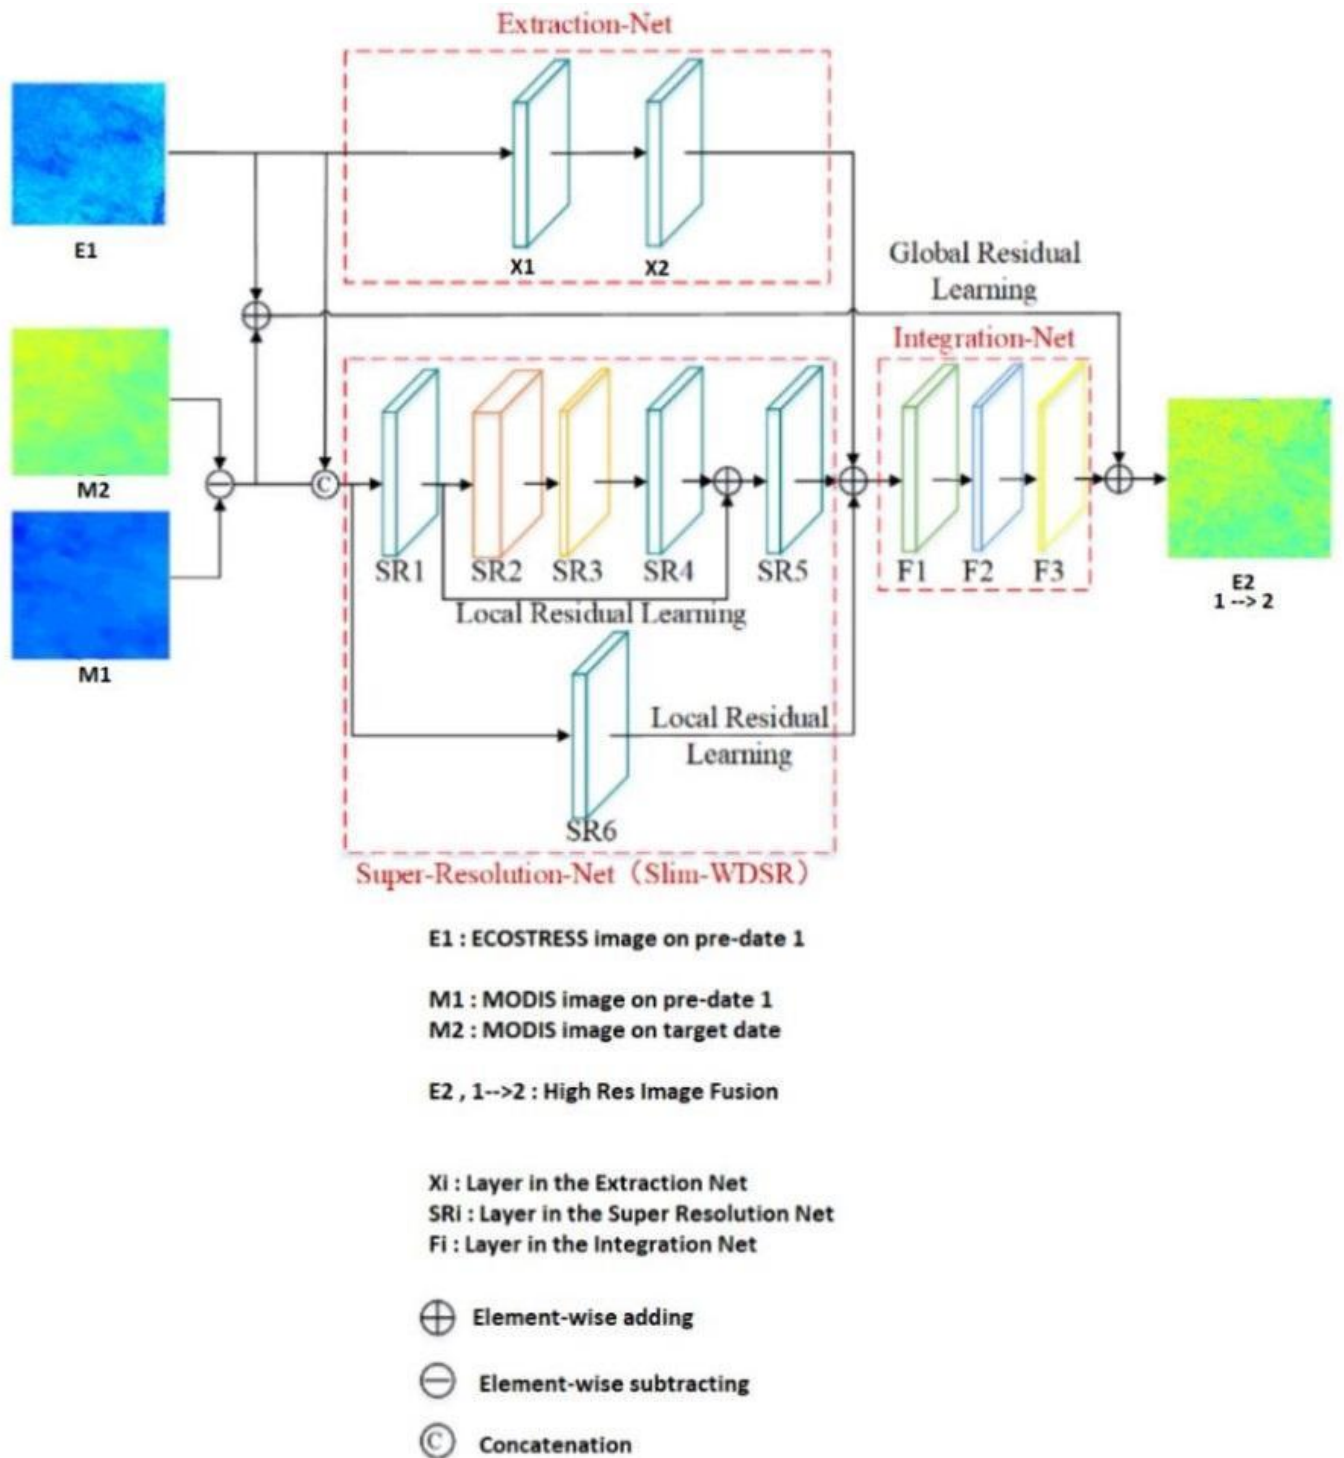 Extraction-Net
E1
X1
X2
Global Residual
Learning
Integration-Net
M2
C
SR1
SR2
SR3
SR4
SR5
F1
F2
F3
E2
1 --> 2
Local Residual Learning
M1
Local Residual
Learning
SR6
Super-Resolution-Net (Slim-WDSR)
E1 : ECOSTRESS image on pre-date 1
M1 : MODIS image on pre-date 1
M2 : MODIS image on target date
E2 , 1-->2 : High Res Image Fusion
Xi : Layer in the Extraction Net
SRi : Layer in the Super Resolution Net
Fi : Layer in the Integration Net
Element-wise adding
Element-wise subtracting
C Concatenation